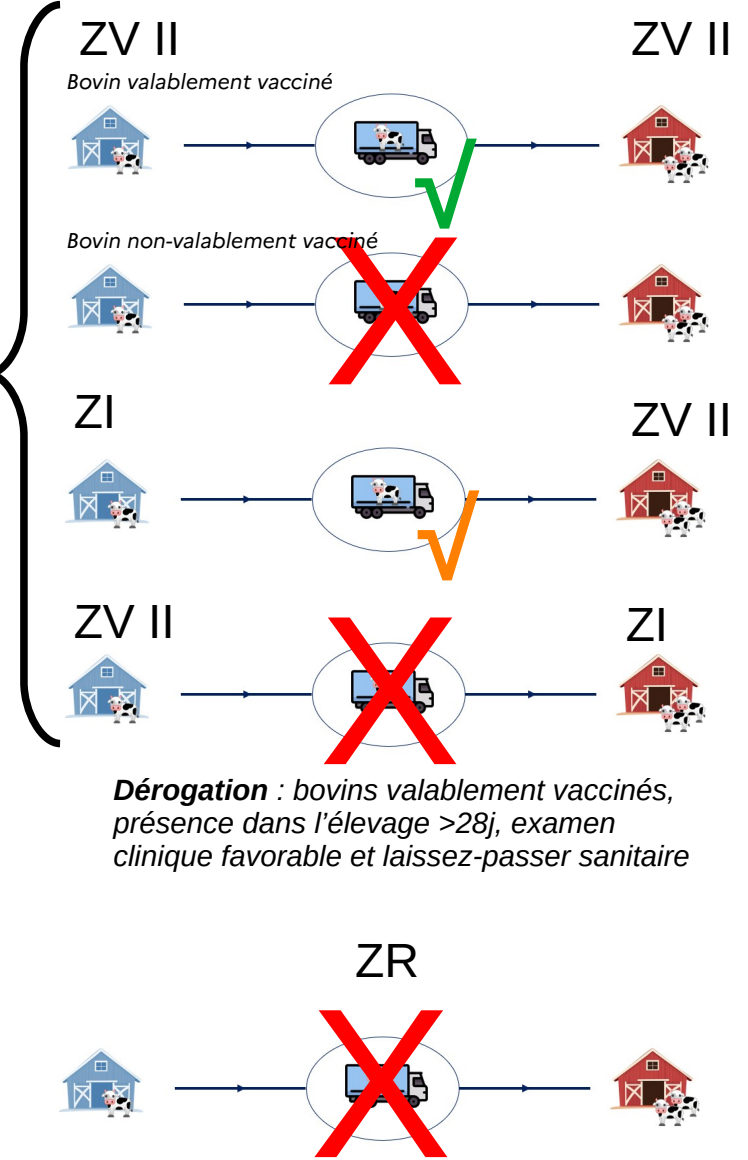 ZV II
ZV II
Bovin valablement vacciné
Bovin non-valablement vacciné
ZI
ZV II
ZV II
ZI
Dérogation : bovins valablement vaccinés,
présence dans l’élevage >28j, examen
clinique favorable et laissez-passer sanitaire
ZR